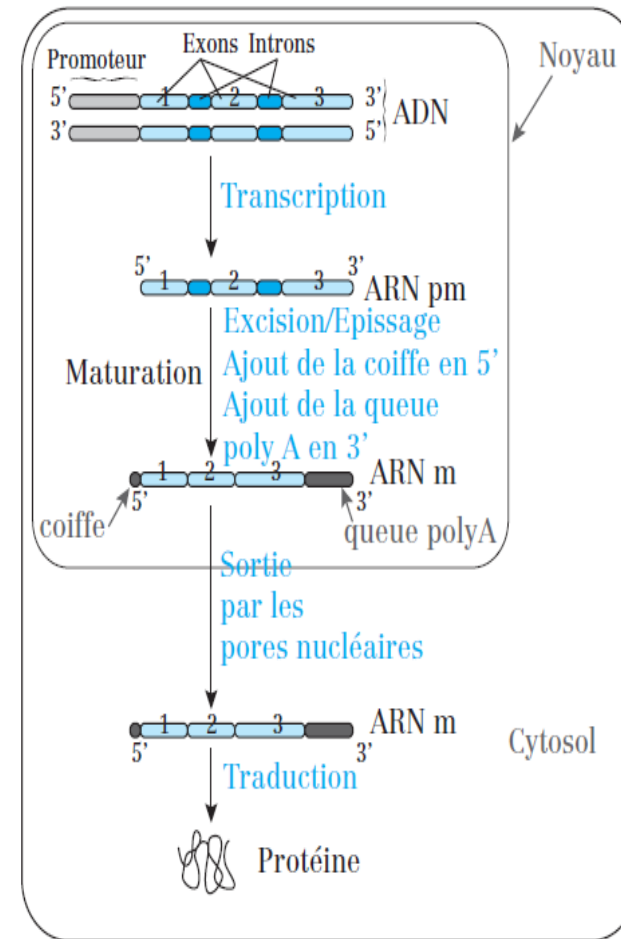 Exons Introns
Promoteur
Noyau
5’ 1 2 3 3’
ADN
3’ 5’
Transcription
5’ 3’
1 2 3
ARN pm
Excision/Epissage
Ajout de la coiffe en 5’
Maturation
Ajout de la queue
poly A en 3’
1 2 3
ARN m
5’ 3’
coiffe
queue polyA
Sortie
par les
pores nucléaires
1 2 3
ARN m
5’ 3’
Cytosol
Traduction
Protéine